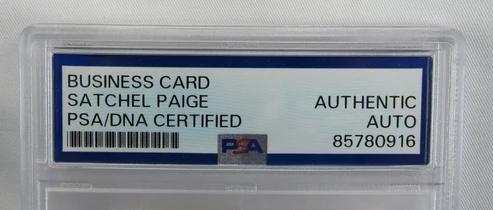 BUSINESS CARD
SATCHEL PAIGE
PSA/DNA CERTIFIED
AUTHENTIC
AUTO
85780916
PSA